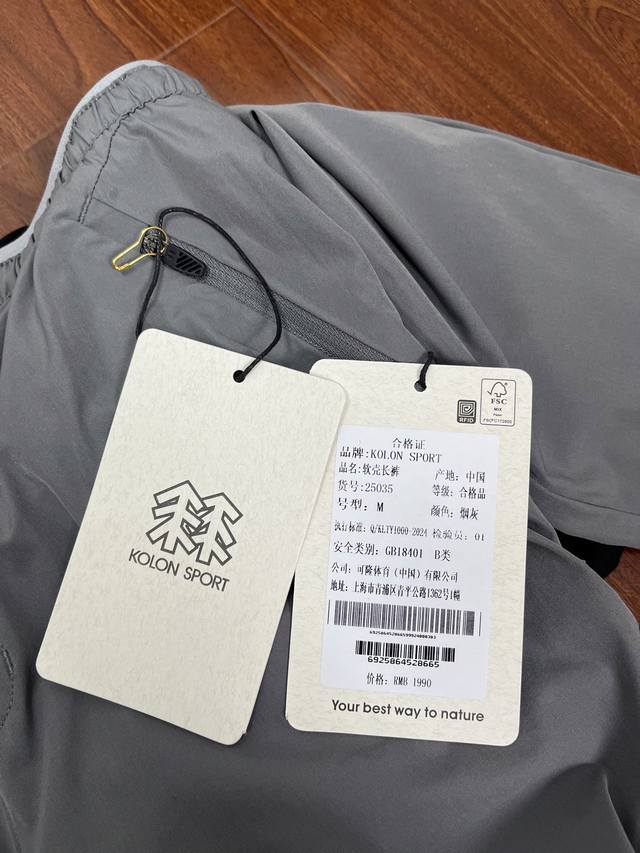 KOLON SPORT
RFID
FSC
MIX
合格证
品牌:KOLON SPORT
品名:软壳长裤 产地:中国
货号:25035 等级:合格品
号型:M 颜色:烟灰
执行标准:Q/KLTY1000-2024 检验员:01
安全类别:GB18401 B类
公司:可隆体育(中国)有限公司
地址:上海市青浦区青平公路1362号1幢
6925864528665
价格:RMB 1990
Your best way to nature